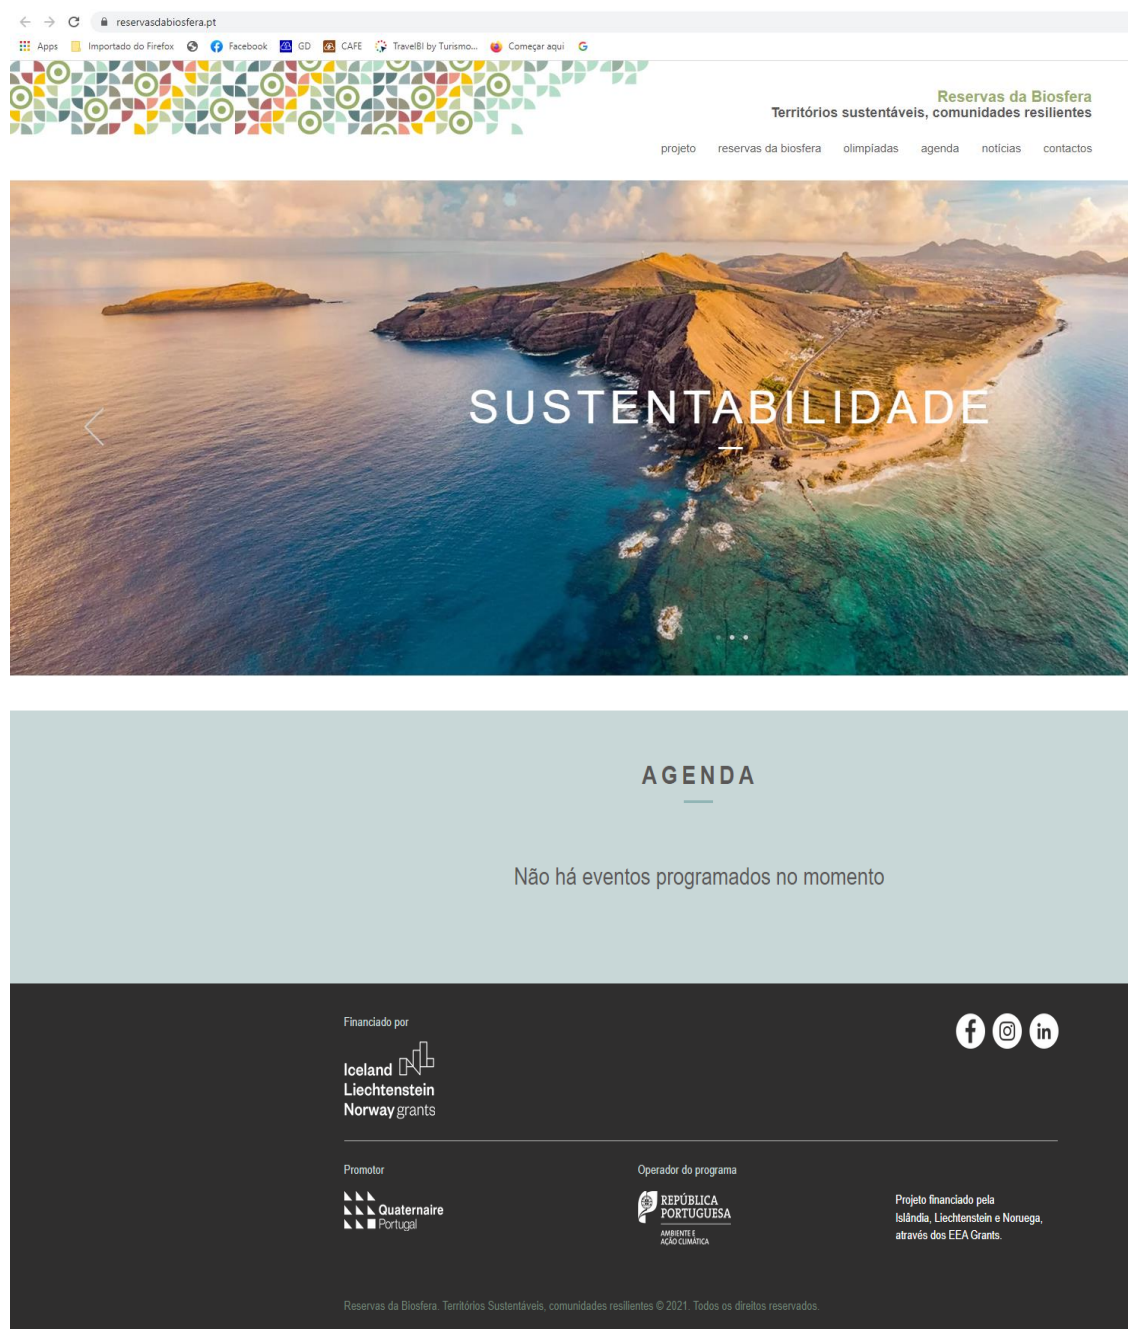 reservasdabiosfera.pt
Apps Importado do Firefox Facebook GD CAFE TravelBI by Turismo... Começar aqui
Reservas da Biosfera
Territórios sustentáveis, comunidades resilientes
projeto reservas da biosfera olimpíadas agenda notícias contactos
SUSTENTABILIDADE
AGENDA
Não há eventos programados no momento
Financiado por
Iceland
Liechtenstein
Norway grants
Promotor
Quaternaire
Portugal
Operador do programa
REPÚBLICA
PORTUGUESA
AMBIENTE E
AÇÃO CLIMÁTICA
Projeto financiado pela
Islândia, Liechtenstein e Noruega,
através dos EEA Grants.
Reservas da Biosfera. Territórios Sustentáveis, comunidades resilientes © 2021. Todos os direitos reservados.